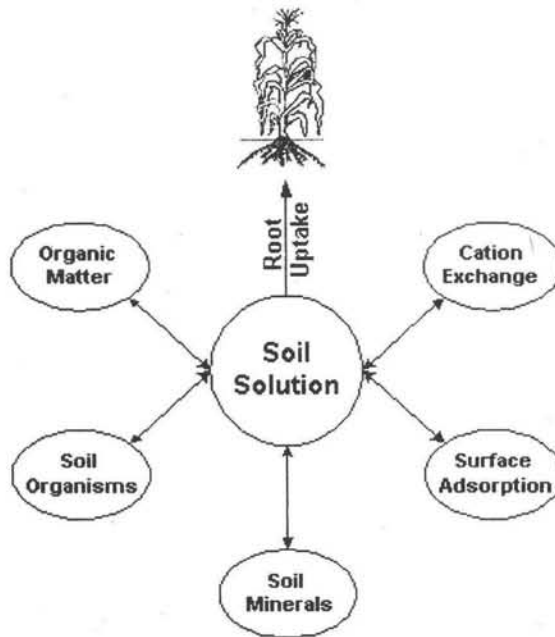 Root
Uptake
Organic
Matter
Cation
Exchange
Soil
Solution
Soil
Organisms
Surface
Adsorption
Soil
Minerals